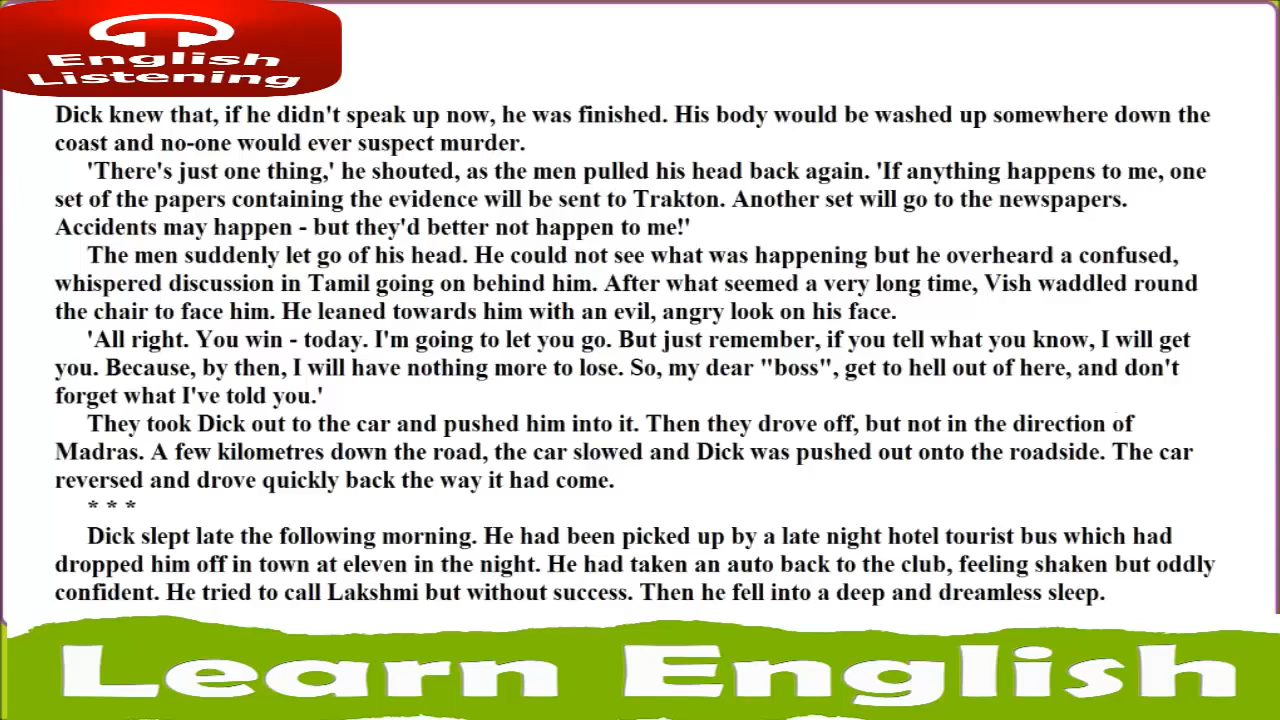 English
Listening
Dick knew that, if he didn't speak up now, he was finished. His body would be washed up somewhere down the
coast and no-one would ever suspect murder.
'There's just one thing,' he shouted, as the men pulled his head back again. 'If anything happens to me, one
set of the papers containing the evidence will be sent to Trakton. Another set will go to the newspapers.
Accidents may happen - but they'd better not happen to me!'
The men suddenly let go of his head. He could not see what was happening but he overheard a confused,
whispered discussion in Tamil going on behind him. After what seemed a very long time, Vish waddled round
the chair to face him. He leaned towards him with an evil, angry look on his face.
'All right. You win - today. I'm going to let you go. But just remember, if you tell what you know, I will get
you. Because, by then, I will have nothing more to lose. So, my dear "boss", get to hell out of here, and don't
forget what I've told you.'
They took Dick out to the car and pushed him into it. Then they drove off, but not in the direction of
Madras. A few kilometres down the road, the car slowed and Dick was pushed out onto the roadside. The car
reversed and drove quickly back the way it had come.
* * *
Dick slept late the following morning. He had been picked up by a late night hotel tourist bus which had
dropped him off in town at eleven in the night. He had taken an auto back to the club, feeling shaken but oddly
confident. He tried to call Lakshmi but without success. Then he fell into a deep and dreamless sleep.
Learn English